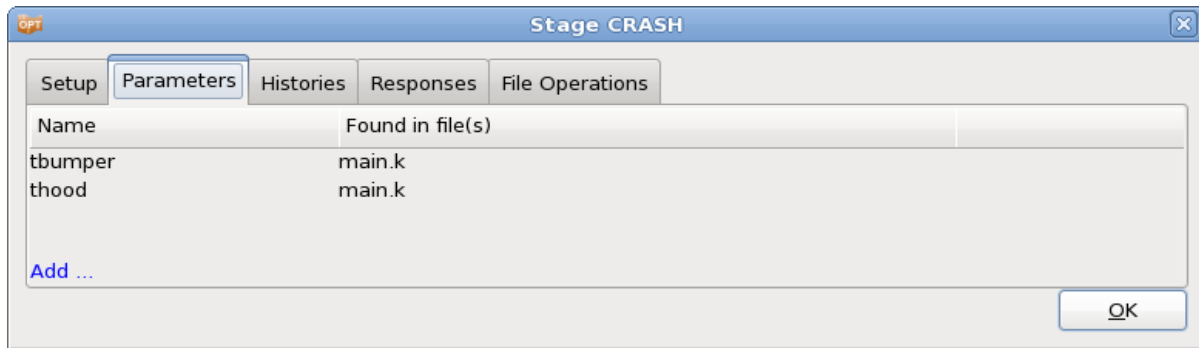 OPT Stage CRASH
Setup Parameters Histories Responses File Operations
Name Found in file(s)
tbumper main.k
thood main.k
Add ...
OK